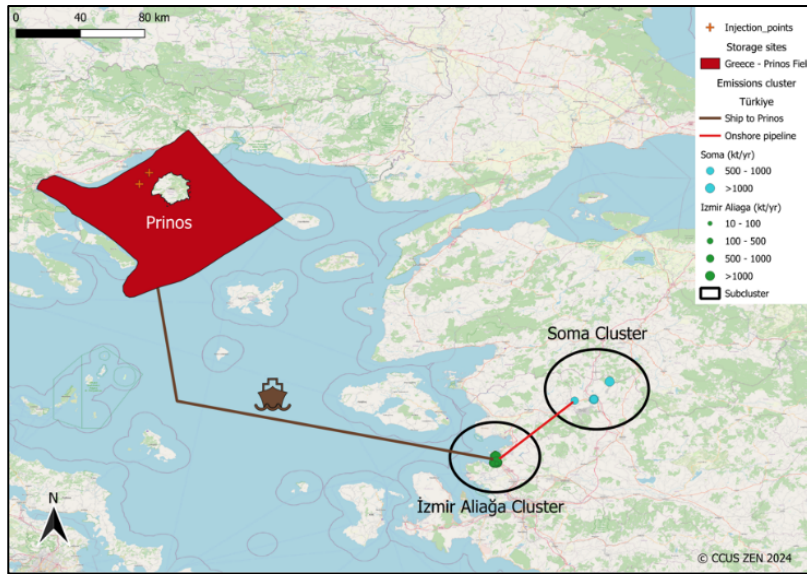 0 40 80 km
Injection_points
Storage sites
Greece - Prinos Field
Emissions cluster
Türkiye
Ship to Prinos
Onshore pipeline
Soma (kt/yr)
500 - 1000
>1000
Izmir Aliaga (kt/yr)
10 - 100
100 - 500
500 - 1000
>1000
Subcluster
Prinos
Soma Cluster
İzmir Aliağa Cluster
N
© CCUS ZEN 2024